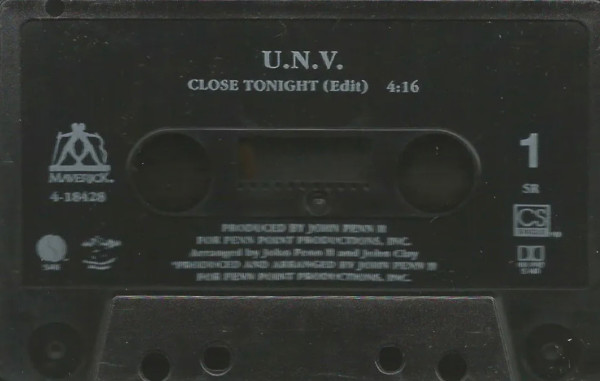 U.N.V.
CLOSE TONIGHT (Edit) 4:16
MAVERICK
4-18428
1
SR
CS
SINGLE
PRODUCED BY JOHN PENN II
FOR PENN POINT PRODUCTIONS, INC.
Arranged by John Penn II and John Clay
*PRODUCED AND ARRANGED BY JOHN PENN II
FOR PENN POINT PRODUCTIONS, INC.